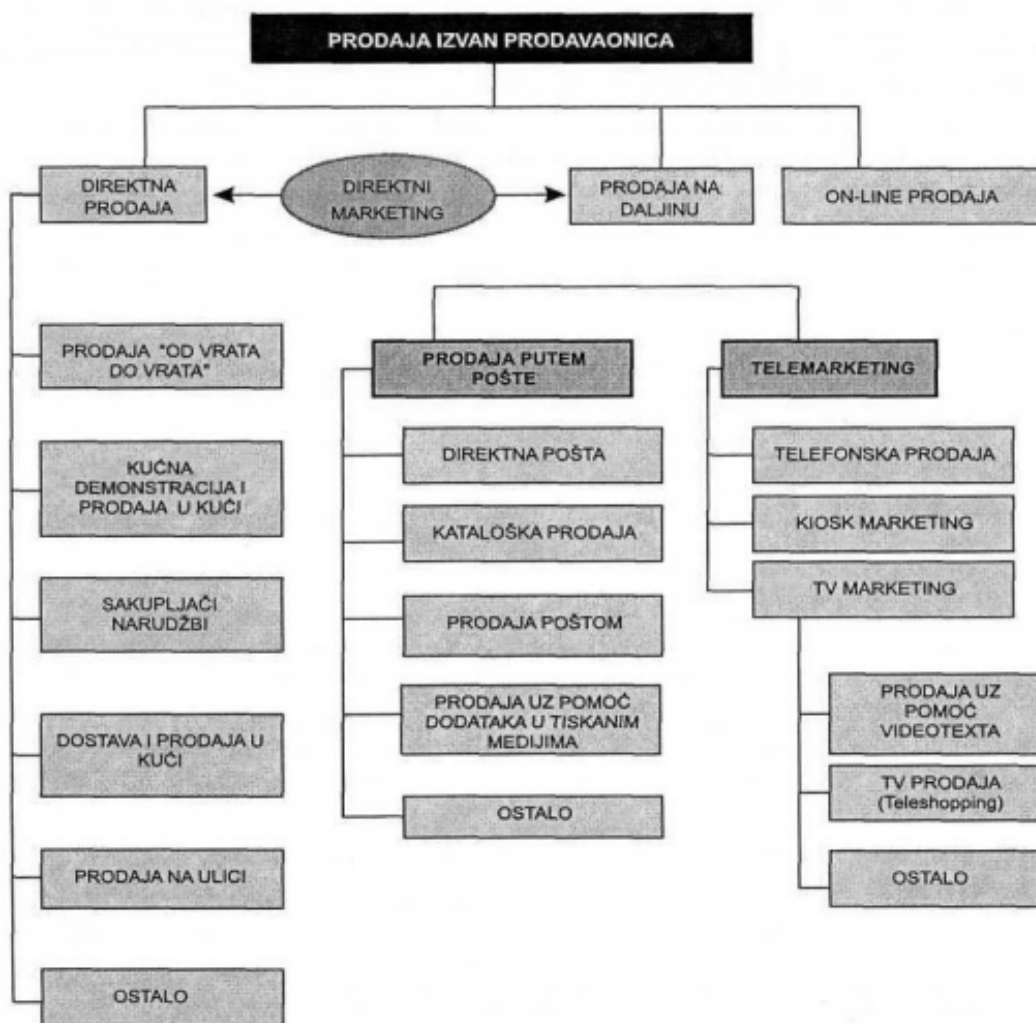 PRODAJA IZVAN PRODAVAONICA
DIREKTNA
PRODAJA
DIREKTNI
MARKETING
PRODAJA NA
DALJINU
ON-LINE PRODAJA
PRODAJA "OD VRATA
DO VRATA"
KUĆNA
DEMONSTRACIJA I
PRODAJA U KUĆI
SAKUPLJAČI
NARUDŽBI
DOSTAVA I PRODAJA U
KUĆI
PRODAJA NA ULICI
OSTALO
PRODAJA PUTEM
POŠTE
DIREKTNA POŠTA
KATALOŠKA PRODAJA
PRODAJA POŠTOM
PRODAJA UZ POMOĆ
DODATAKA U TISKANIM
MEDIJIMA
OSTALO
TELEMARKETING
TELEFONSKA PRODAJA
KIOSK MARKETING
TV MARKETING
PRODAJA UZ
POMOĆ
VIDEOTEXTA
TV PRODAJA
(Teleshopping)
OSTALO